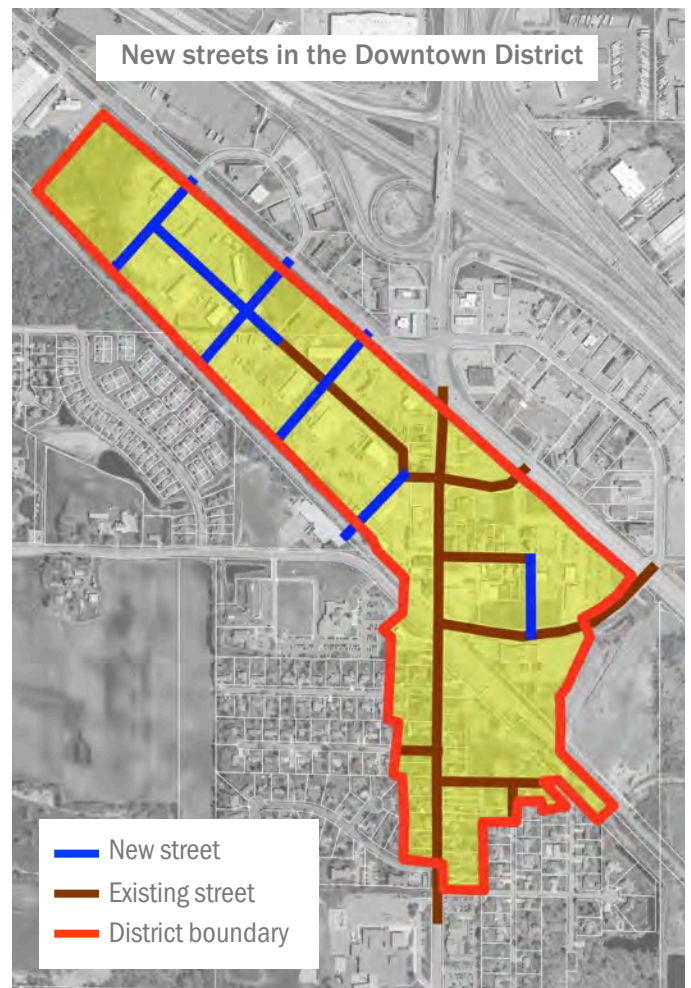 New streets in the Downtown District
New street
Existing street
District boundary